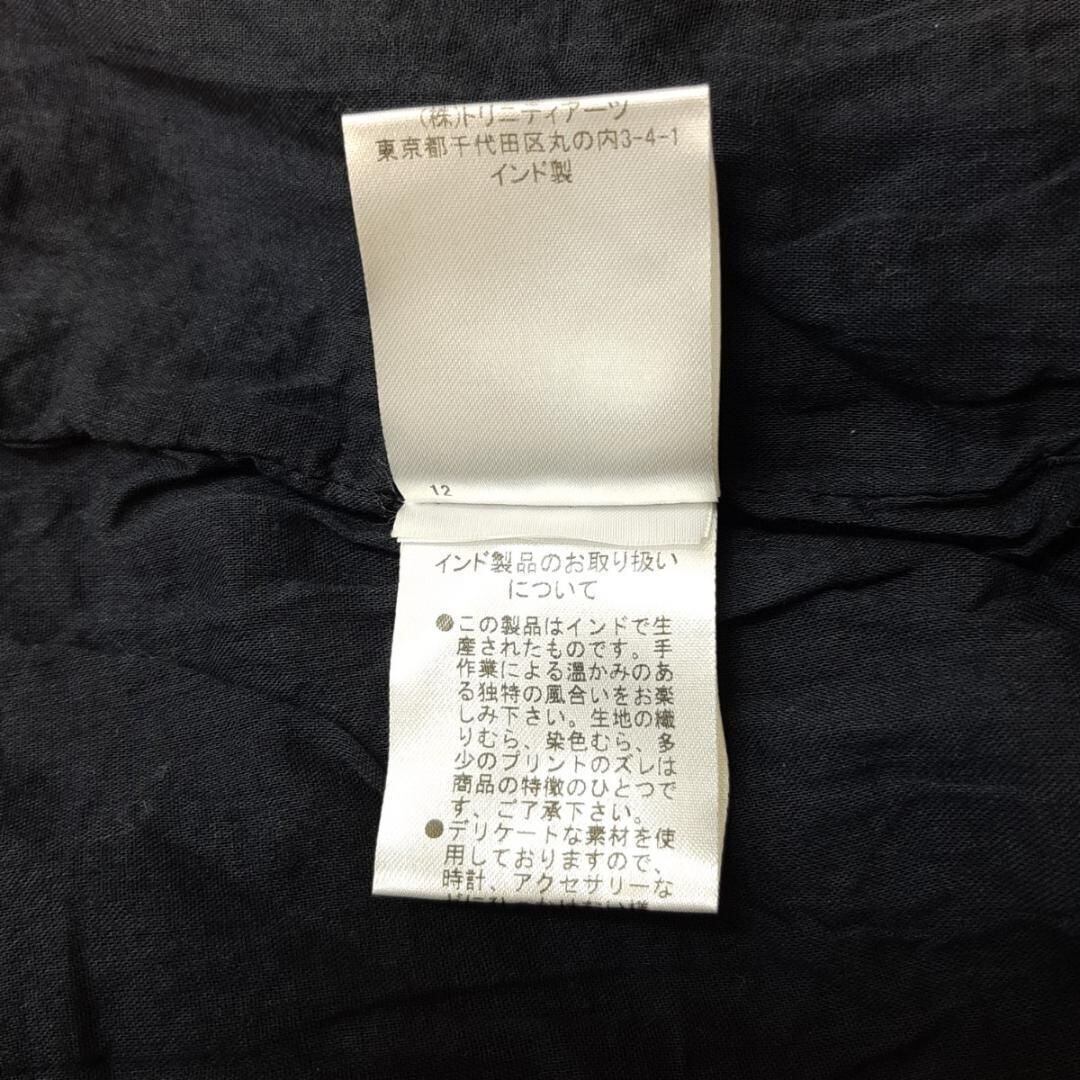 (株)トリニティアーツ
東京都千代田区丸の内3-4-1
インド製
12
インド製品のお取り扱い
について
●この製品はインドで生
産されたものです。手
作業による温かみのあ
る独特の風合いをお楽
しみ下さい。生地の織
りむら、染色むら、多
少のプリントのズレは
商品の特徴のひとつで
す、ご了承下さい。
●デリケートな素材を使
用しておりますので、
時計、アクセサリーな